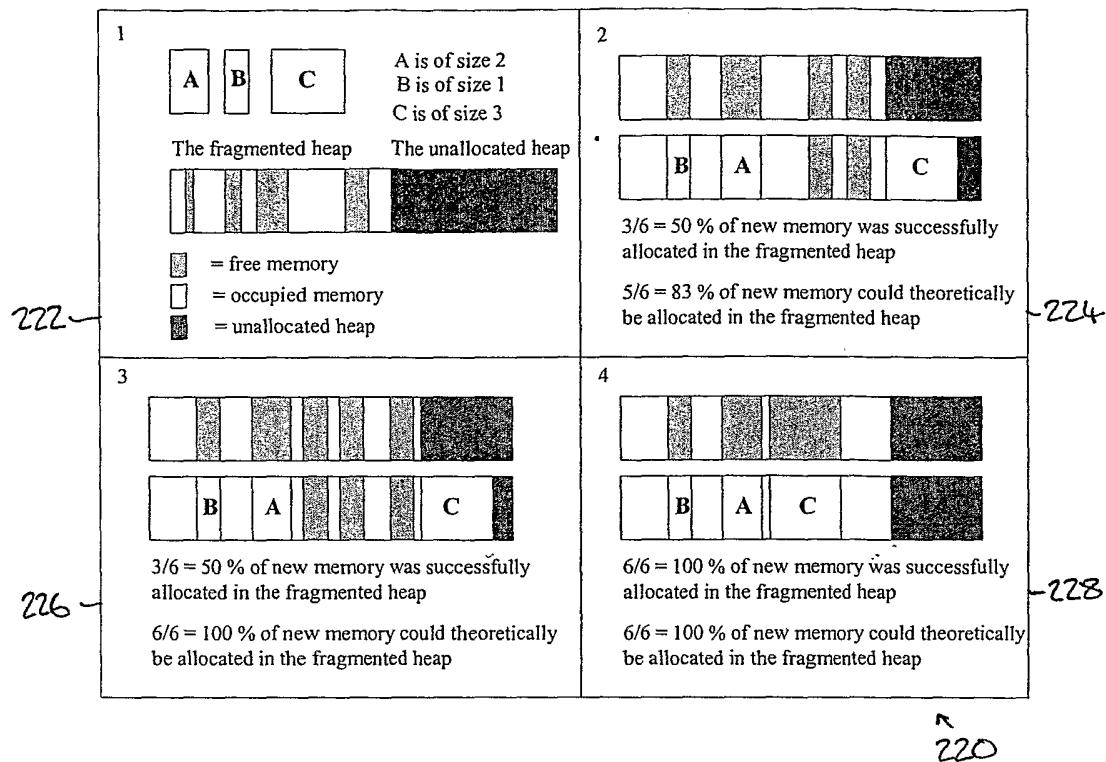 1
A
B
C
A is of size 2
B is of size 1
C is of size 3
The fragmented heap
The unallocated heap
= free memory
= occupied memory
= unallocated heap
222
2
B
A
C
3/6 = 50 % of new memory was successfully
allocated in the fragmented heap
5/6 = 83 % of new memory could theoretically
be allocated in the fragmented heap
224
3
B
A
C
3/6 = 50 % of new memory was successfully
allocated in the fragmented heap
6/6 = 100 % of new memory could theoretically
be allocated in the fragmented heap
226
4
B
A
C
6/6 = 100 % of new memory was successfully
allocated in the fragmented heap
6/6 = 100 % of new memory could theoretically
be allocated in the fragmented heap
228
220